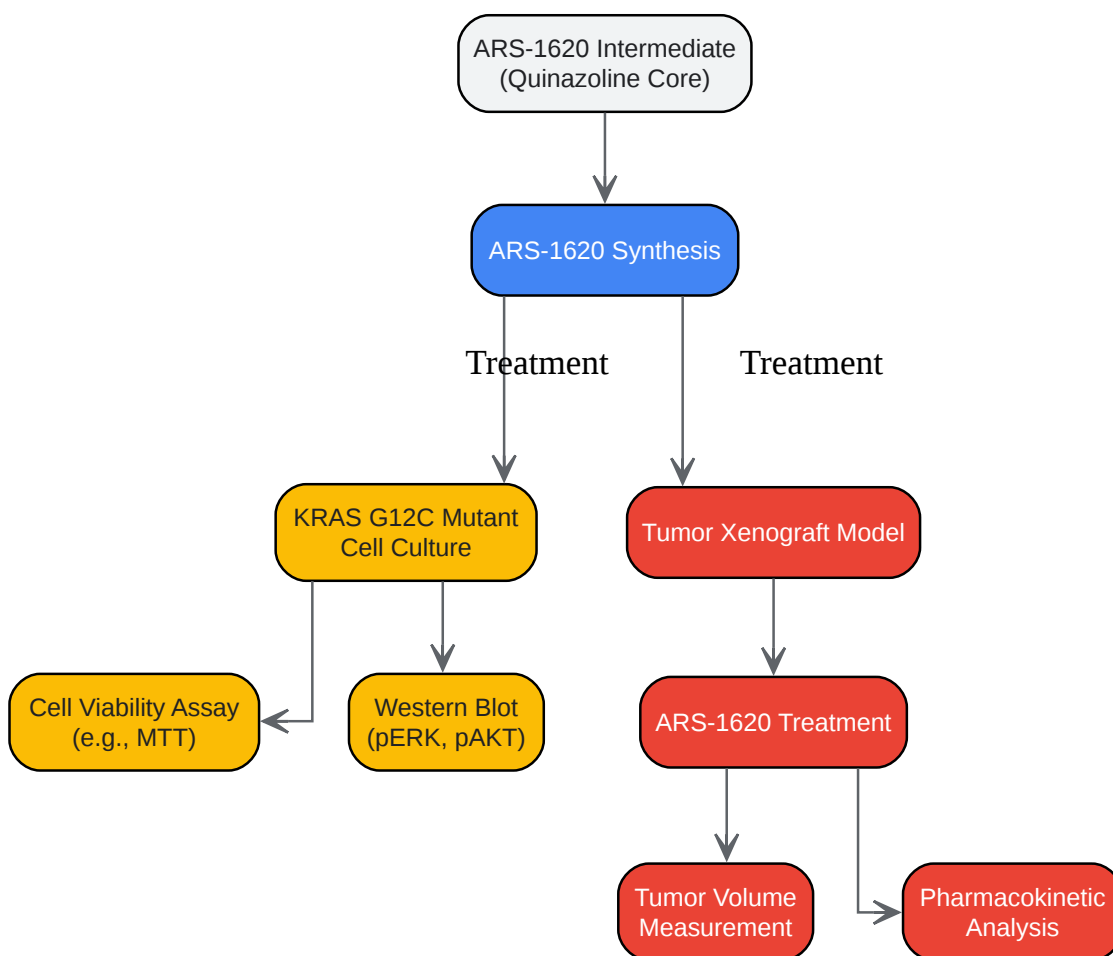 ARS-1620 Intermediate
(Quinazoline Core)
ARS-1620 Synthesis
Treatment
Treatment
KRAS G12C Mutant
Cell Culture
Tumor Xenograft Model
Cell Viability Assay
(e.g., MTT)
Western Blot
(pERK, pAKT)
ARS-1620 Treatment
Tumor Volume
Measurement
Pharmacokinetic
Analysis